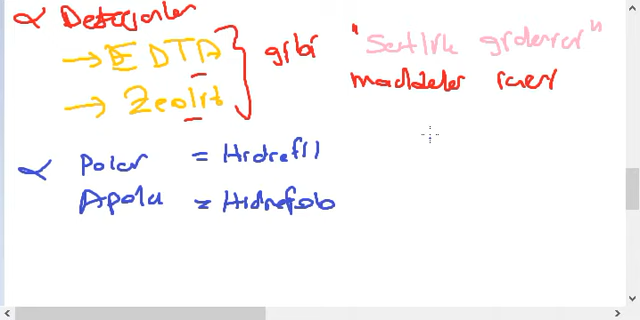 ∝ Deterjanlar
→ EDTA
→ Zeolit
} gibi "Sertlik giderici"
maddeler içerir
∝ Polar = Hidrofil
Apolar = Hidrofob